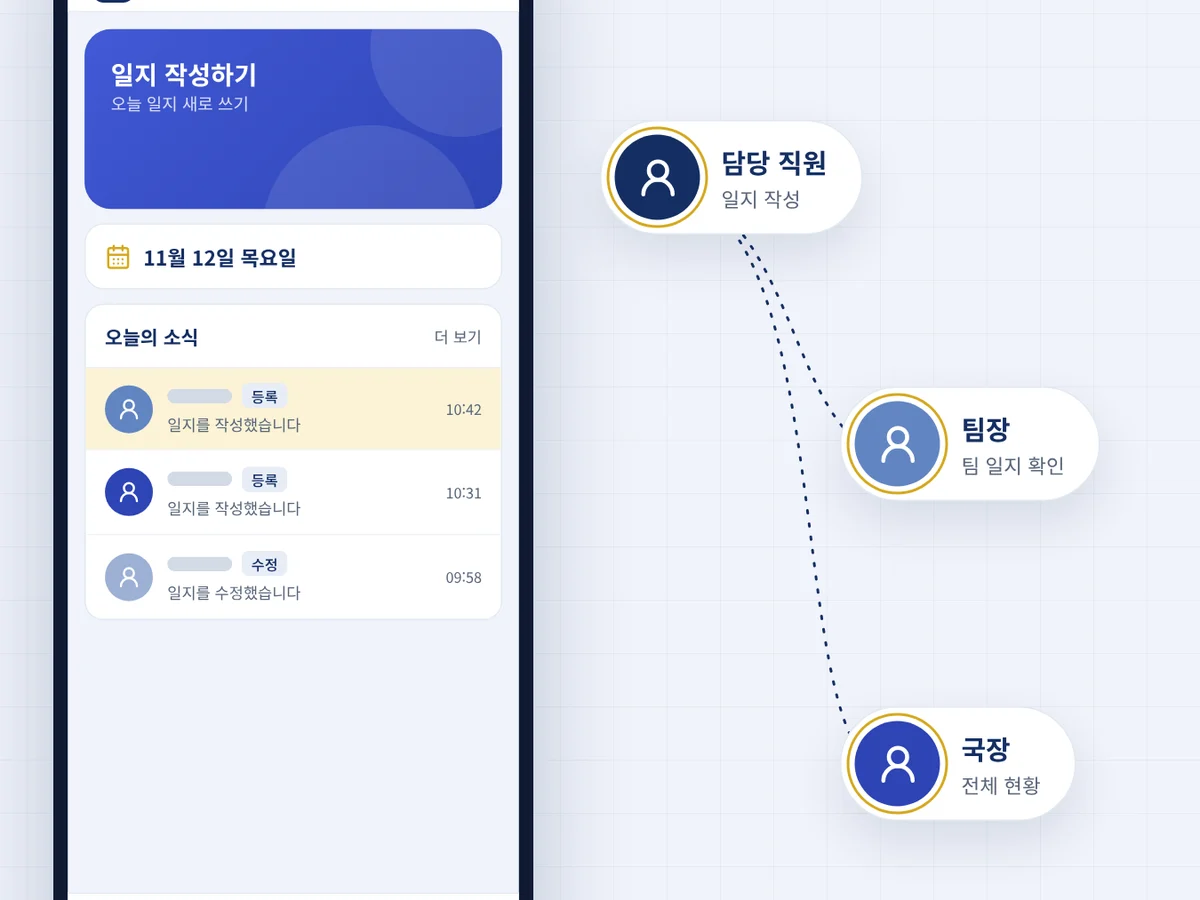 일지 작성하기
오늘 일지 새로 쓰기
11월 12일 목요일
오늘의 소식
더 보기
등록
일지를 작성했습니다
10:42
등록
일지를 작성했습니다
10:31
수정
일지를 수정했습니다
09:58
담당 직원
일지 작성
팀장
팀 일지 확인
국장
전체 현황